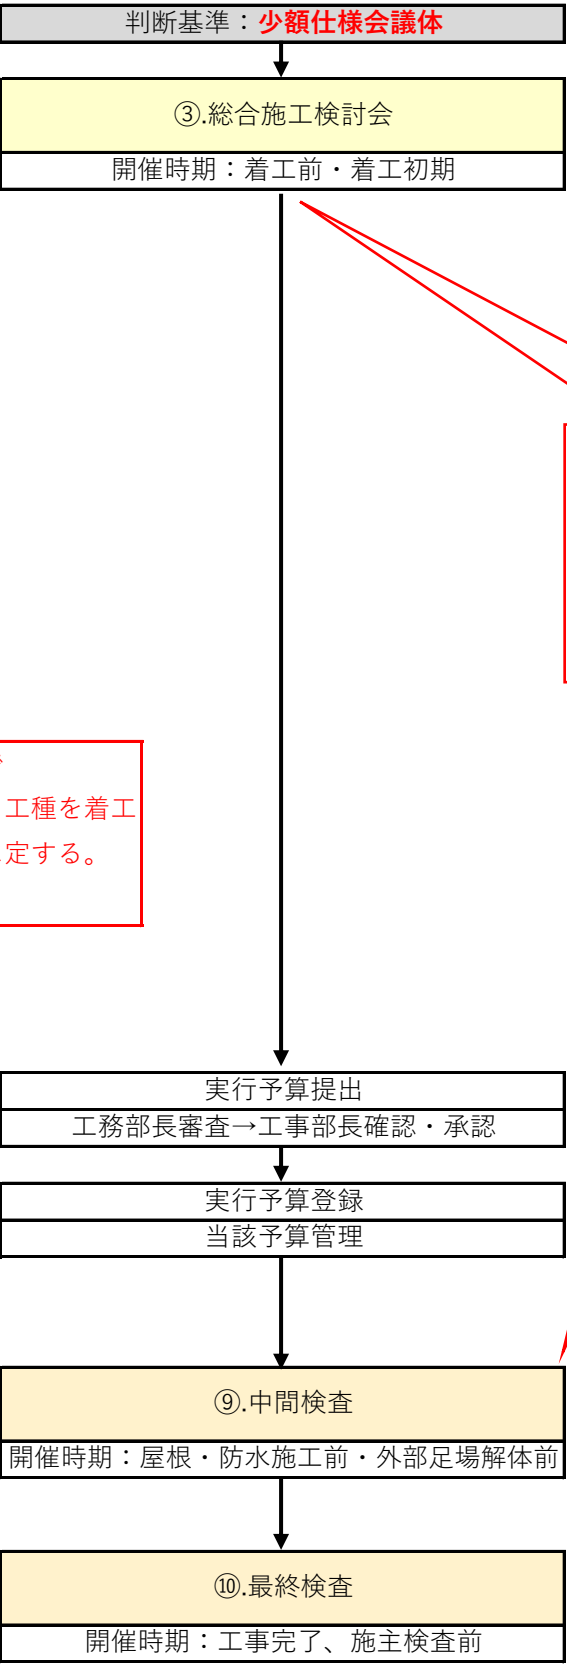 判断基準：少額仕様会議体
③.総合施工検討会
開催時期：着工前・着工初期
工種を着工
定する。
実行予算提出
工務部長審査→工事部長確認・承認
実行予算登録
当該予算管理
⑨.中間検査
開催時期：屋根・防水施工前・外部足場解体前
⑩.最終検査
開催時期：工事完了、施主検査前